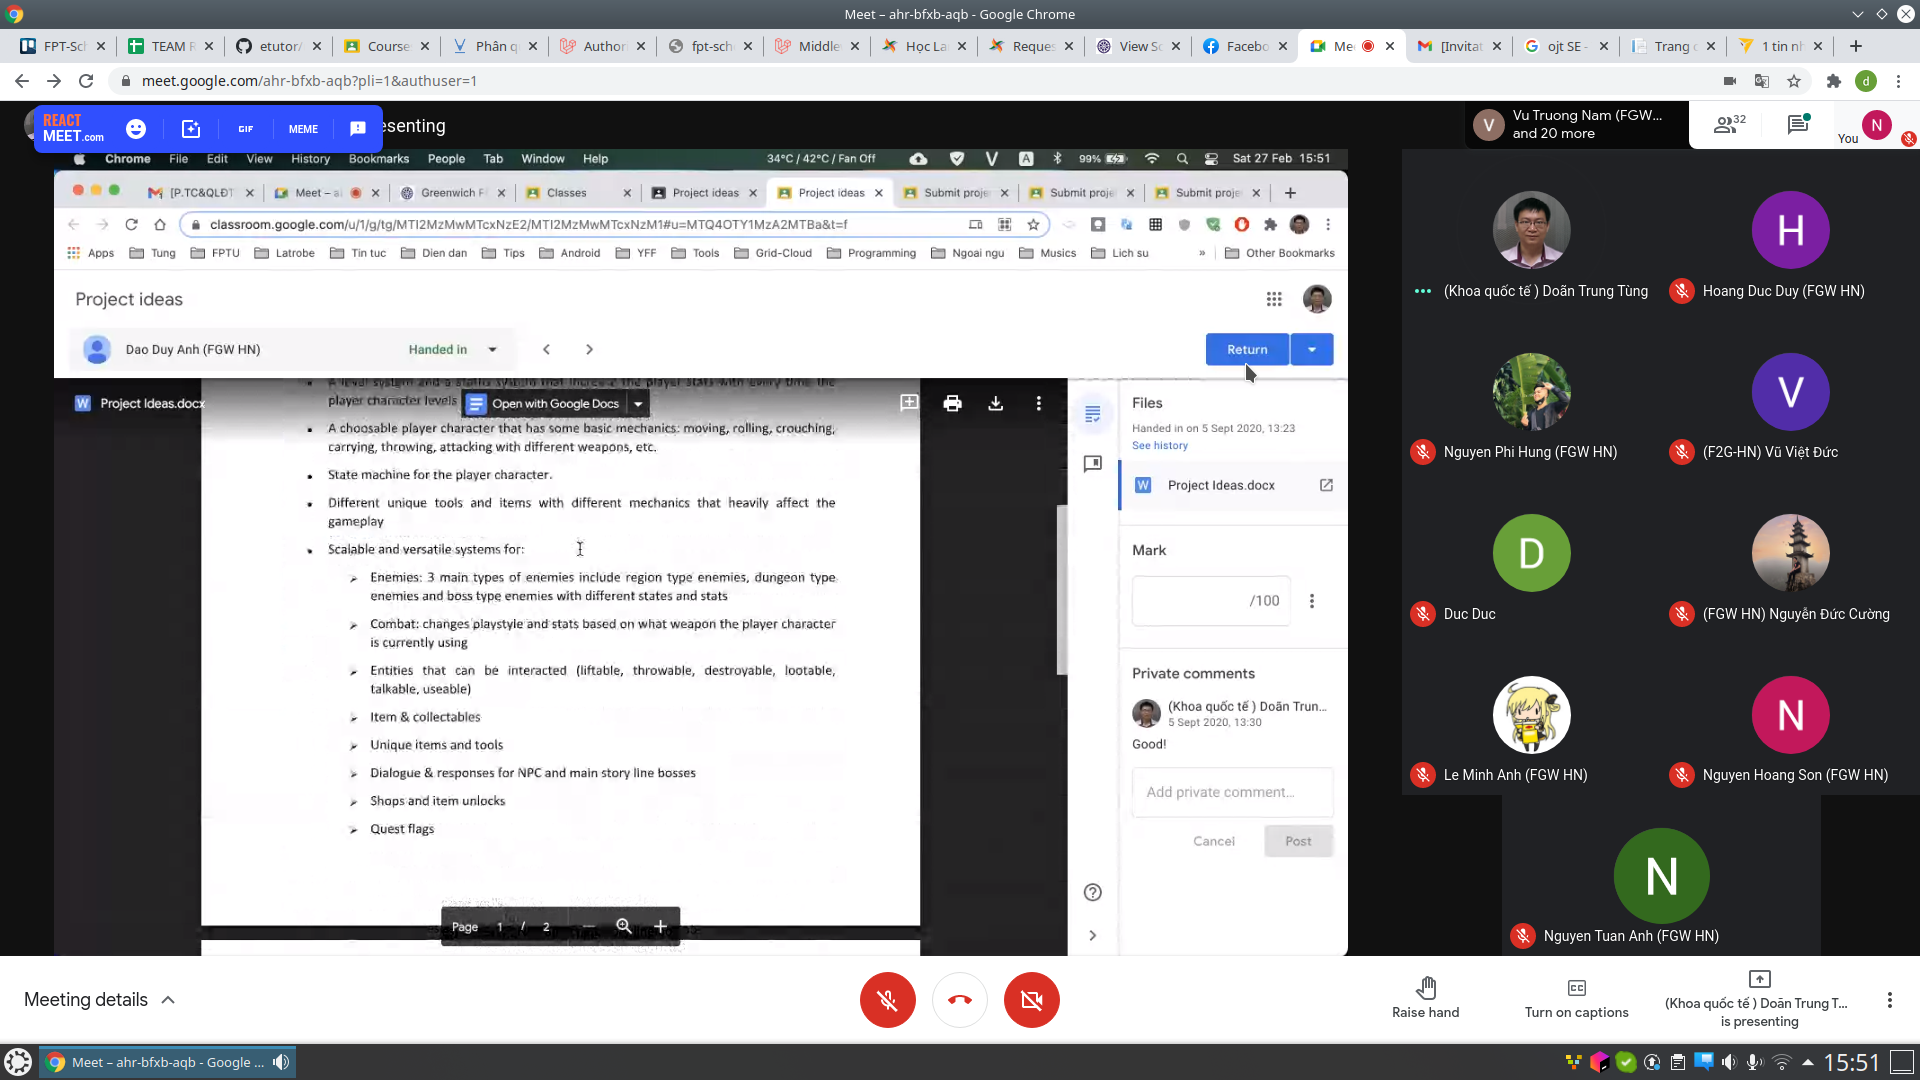 Meet – ahr-bfxb-aqb - Google Chrome
FPT-Sch
TEAM R
etutor/
Course
Phân q
Author
fpt-sch
Middle
Học La
Reques
View So
Facebo
Mee
[Invitat
ojt SE -
Trang c
1 tin nh
meet.google.com/ahr-bfxb-aqb?pli=1&authuser=1
REACT
MEET.com
GIF
MEME
esenting
Vu Truong Nam (FGW...
and 20 more
32
You
Chrome File Edit View History Bookmarks People Tab Window Help
34°C / 42°C / Fan Off
99%
Sat 27 Feb 15:51
[P.TC&QLĐT
Meet – a
Greenwich F
Classes
Project ideas
Project ideas
Submit proje
Submit proje
Submit proje
classroom.google.com/u/1/g/tg/MTI2MzMwMTcxNzE2/MTI2MzMwMTcxNzM1#u=MTQ4OTY1MzA2MTBa&t=f
Apps Tung FPTU Latrobe Tin tuc Dien dan Tips Android YFF Tools Grid-Cloud Programming Ngoai ngu Musics Lich su » Other Bookmarks
Project ideas
Dao Duy Anh (FGW HN)
Handed in
Return
Project Ideas.docx
Open with Google Docs
A level system and a status system that increase the player stats with every time the
player character levels
A choosable player character that has some basic mechanics: moving, rolling, crouching,
carrying, throwing, attacking with different weapons, etc.
State machine for the player character.
Different unique tools and items with different mechanics that heavily affect the
gameplay
Scalable and versatile systems for:
Enemies: 3 main types of enemies include region type enemies, dungeon type
enemies and boss type enemies with different states and stats
Combat: changes playstyle and stats based on what weapon the player character
is currently using
Entities that can be interacted (liftable, throwable, destroyable, lootable,
talkable, useable)
Item & collectables
Unique items and tools
Dialogue & responses for NPC and main story line bosses
Shops and item unlocks
Quest flags
Page 1 / 2
Files
Handed in on 5 Sept 2020, 13:23
See history
Project Ideas.docx
Mark
/100
Private comments
(Khoa quốc tế ) Doãn Trun...
5 Sept 2020, 13:30
Good!
Add private comment...
Cancel
Post
(Khoa quốc tế ) Doãn Trung Tùng
Hoang Duc Duy (FGW HN)
Nguyen Phi Hung (FGW HN)
(F2G-HN) Vũ Việt Đức
Duc Duc
(FGW HN) Nguyễn Đức Cường
Le Minh Anh (FGW HN)
Nguyen Hoang Son (FGW HN)
Nguyen Tuan Anh (FGW HN)
Meeting details
Raise hand
Turn on captions
(Khoa quốc tế ) Doãn Trung T...
is presenting
Meet – ahr-bfxb-aqb - Google ...
15:51